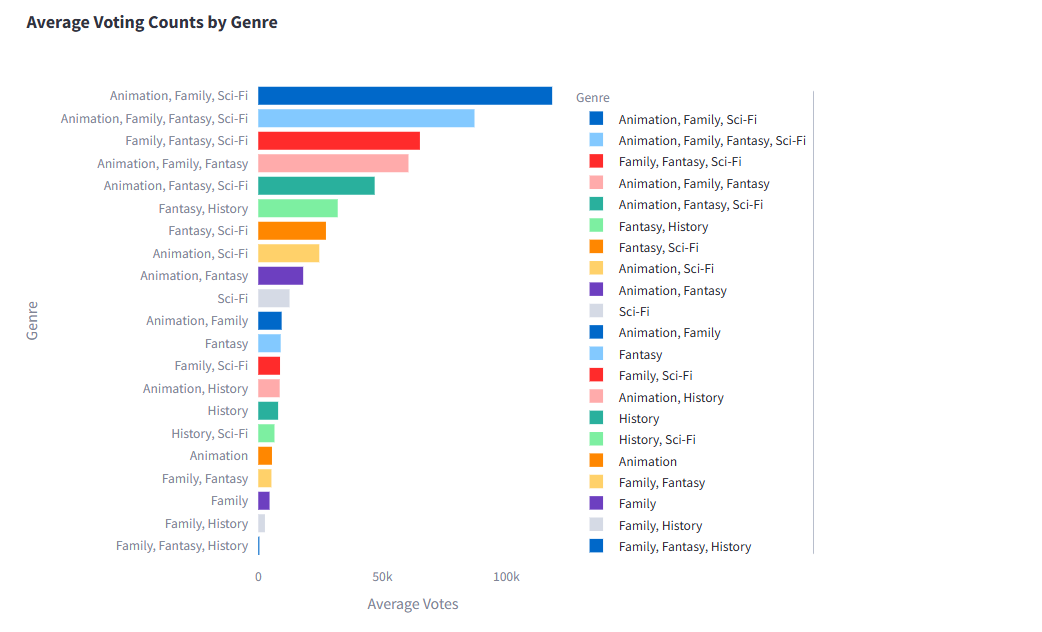 Average Voting Counts by Genre
Animation, Family, Sci-Fi
Animation, Family, Fantasy, Sci-Fi
Family, Fantasy, Sci-Fi
Animation, Family, Fantasy
Animation, Fantasy, Sci-Fi
Fantasy, History
Fantasy, Sci-Fi
Animation, Sci-Fi
Animation, Fantasy
Sci-Fi
Animation, Family
Fantasy
Family, Sci-Fi
Animation, History
History
History, Sci-Fi
Animation
Family, Fantasy
Family
Family, History
Family, Fantasy, History
Genre
0 50k 100k
Average Votes
Genre
Animation, Family, Sci-Fi
Animation, Family, Fantasy, Sci-Fi
Family, Fantasy, Sci-Fi
Animation, Family, Fantasy
Animation, Fantasy, Sci-Fi
Fantasy, History
Fantasy, Sci-Fi
Animation, Sci-Fi
Animation, Fantasy
Sci-Fi
Animation, Family
Fantasy
Family, Sci-Fi
Animation, History
History
History, Sci-Fi
Animation
Family, Fantasy
Family
Family, History
Family, Fantasy, History